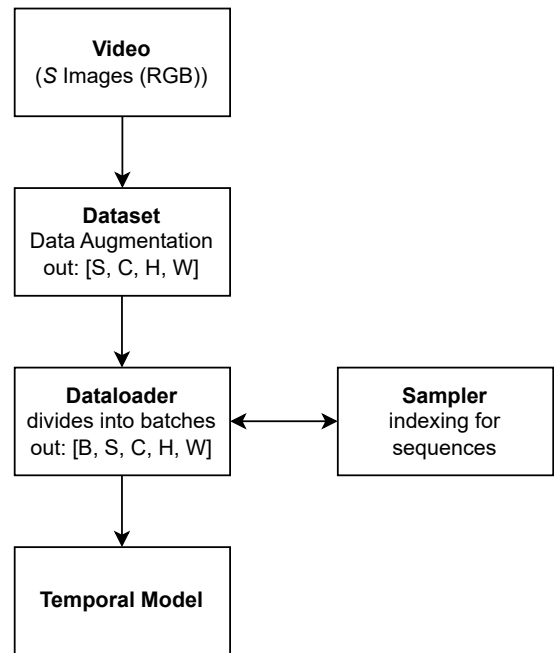 Video
(S Images (RGB))
Dataset
Data Augmentation
out: [S, C, H, W]
Dataloader
divides into batches
out: [B, S, C, H, W]
Sampler
indexing for
sequences
Temporal Model